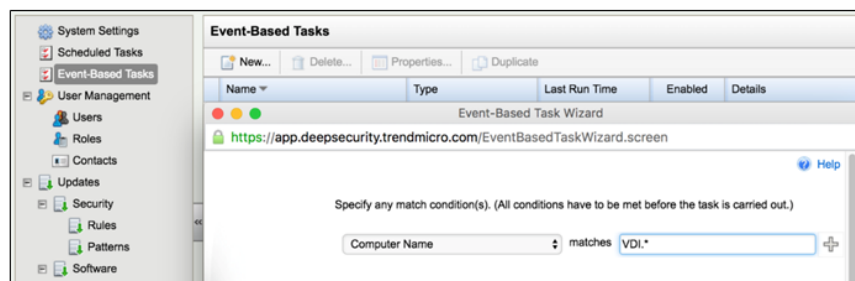 System Settings
Scheduled Tasks
Event-Based Tasks
User Management
Users
Roles
Contacts
Updates
Security
Rules
Patterns
Software
Event-Based Tasks
New... Delete... Properties... Duplicate
Name Type Last Run Time Enabled Details
Event-Based Task Wizard
https://app.deepsecurity.trendmicro.com/EventBasedTaskWizard.screen
Help
Specify any match condition(s). (All conditions have to be met before the task is carried out.)
Computer Name matches VDI.*